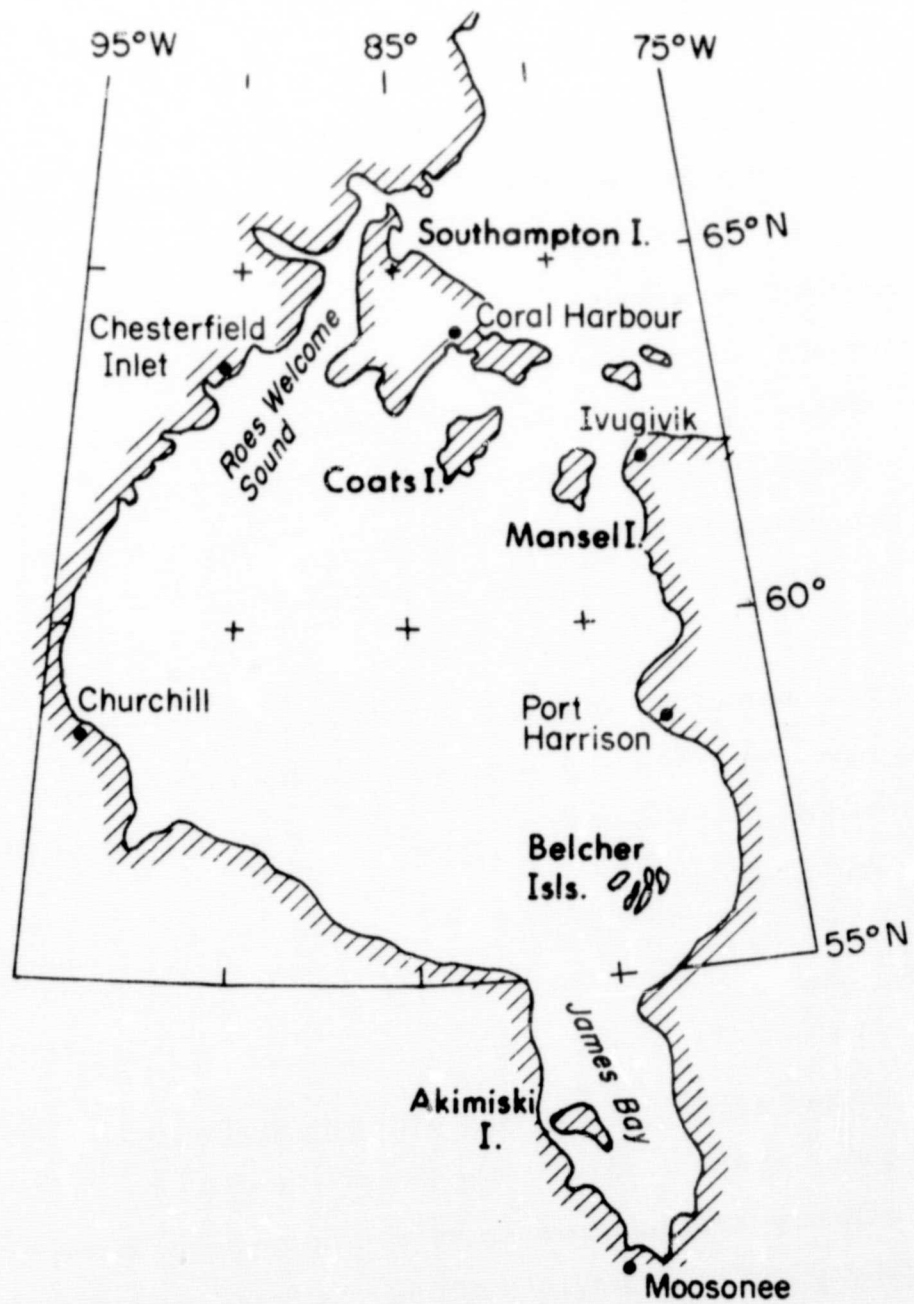 95°W
85°
75°W
Southampton I.
65°N
Chesterfield
Inlet
Coral Harbour
Roes Welcome
Sound
Ivugivik
Coats I.
Mansel I.
60°
Churchill
Port
Harrison
Belcher
Isls.
55°N
James Bay
Akimiski
I.
Moosonee